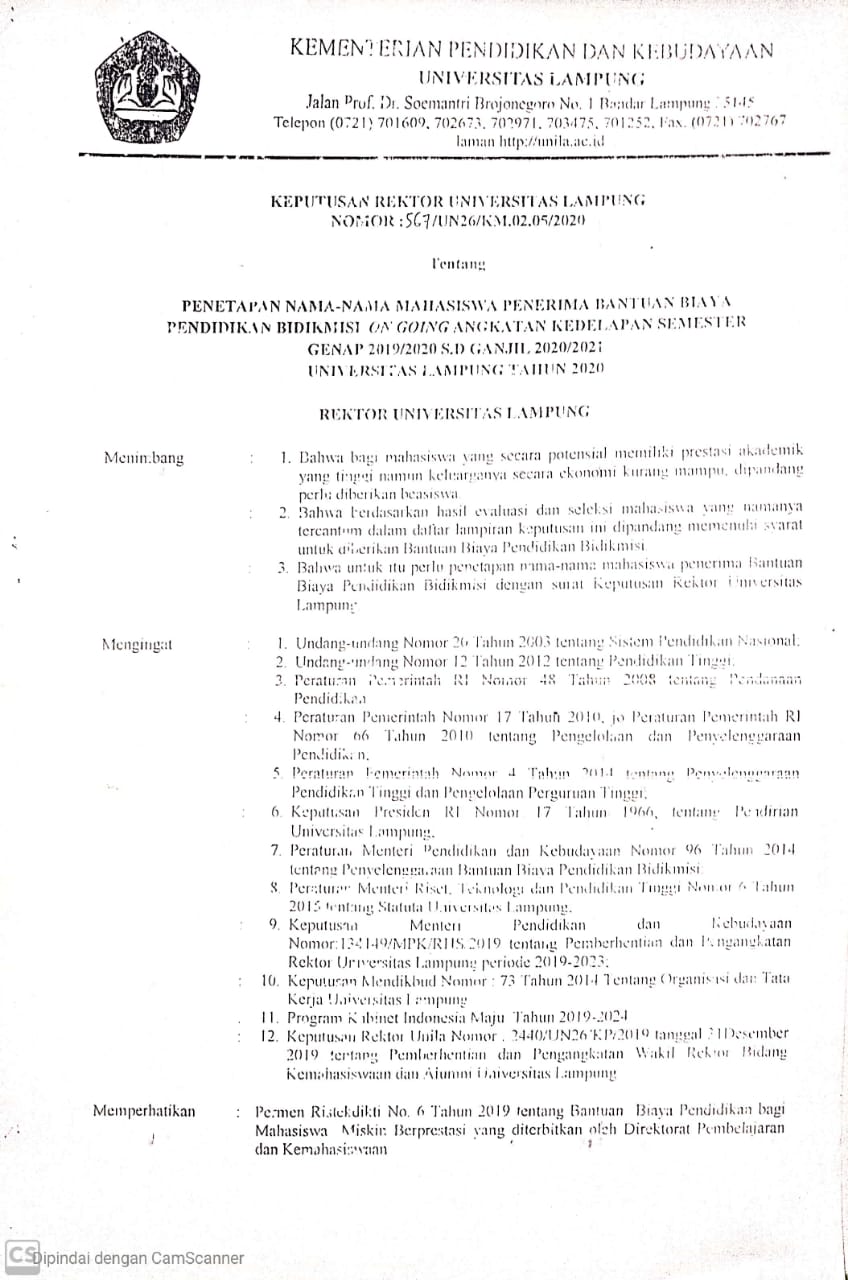 KEMENTERIAN PENDIDIKAN DAN KEBUDAYAAN
UNIVERSITAS LAMPUNG
Jalan Prof. Dr. Soemantri Brojonegoro No. 1 Bandar Lampung 35145
Telepon (0721) 701609, 702673, 702971, 703475, 701252, Fax. (0721) 702767
laman http://unila.ac.id
KEPUTUSAN REKTOR UNIVERSITAS LAMPUNG
NOMOR : 567/UN26/KM.02.05/2020
Tentang
PENETAPAN NAMA-NAMA MAHASISWA PENERIMA BANTUAN BIAYA
PENDIDIKAN BIDIKMISI ON GOING ANGKATAN KEDELAPAN SEMESTER
GENAP 2019/2020 S.D GANJIL 2020/2021
UNIVERSITAS LAMPUNG TAHUN 2020
REKTOR UNIVERSITAS LAMPUNG
Menimbang : 1. Bahwa bagi mahasiswa yang secara potensial memiliki prestasi akademik
yang tinggi namun keluarganya secara ekonomi kurang mampu, dipandang
perlu diberikan beasiswa
: 2. Bahwa berdasarkan hasil evaluasi dan seleksi mahasiswa yang namanya
tercantum dalam daftar lampiran keputusan ini dipandang memenuhi syarat
untuk diberikan Bantuan Biaya Pendidikan Bidikmisi
: 3. Bahwa untuk itu perlu penetapan nama-nama mahasiswa penerima Bantuan
Biaya Pendidikan Bidikmisi dengan surat Keputusan Rektor Universitas
Lampung
Mengingat : 1. Undang-undang Nomor 20 Tahun 2003 tentang Sistem Pendidikan Nasional;
2. Undang-undang Nomor 12 Tahun 2012 tentang Pendidikan Tinggi;
3. Peraturan Pemerintah RI Nomor 48 Tahun 2008 tentang Pendanaan
Pendidikan
: 4. Peraturan Pemerintah Nomor 17 Tahun 2010, jo Peraturan Pemerintah RI
Nomor 66 Tahun 2010 tentang Pengelolaan dan Penyelenggaraan
Pendidikan;
5. Peraturan Pemerintah Nomor 4 Tahun 2014 tentang Penyelenggaraan
Pendidikan Tinggi dan Pengelolaan Perguruan Tinggi;
: 6. Keputusan Presiden RI Nomor 17 Tahun 1966, tentang Pendirian
Universitas Lampung,
7. Peraturan Menteri Pendidikan dan Kebudayaan Nomor 96 Tahun 2014
tentang Penyelenggaraan Bantuan Biaya Pendidikan Bidikmisi
8. Peraturan Menteri Riset, Teknologi dan Pendidikan Tinggi Nomor 6 Tahun
2015 tentang Statuta Universitas Lampung;
: 9. Keputusan Menteri Pendidikan dan Kebudayaan
Nomor:134149/MPK/RHS/2019 tentang Pemberhentian dan Pengangkatan
Rektor Universitas Lampung periode 2019-2023;
: 10. Keputusan Mendikbud Nomor : 73 Tahun 2014 Tentang Organisasi dan Tata
Kerja Universitas Lampung
. 11. Program Kabinet Indonesia Maju Tahun 2019-2024
: 12. Keputusan Rektor Unila Nomor . 2440/UN26/KP/2019 tanggal 31Desember
2019 tentang Pemberhentian dan Pengangkatan Wakil Rektor Bidang
Kemahasiswaan dan Alumni Universitas Lampung
Memperhatikan : Permen Ristekdikti No. 6 Tahun 2019 tentang Bantuan Biaya Pendidikan bagi
Mahasiswa Miskin Berprestasi yang diterbitkan oleh Direktorat Pembelajaran
dan Kemahasiswaan
CS Dipindai dengan CamScanner